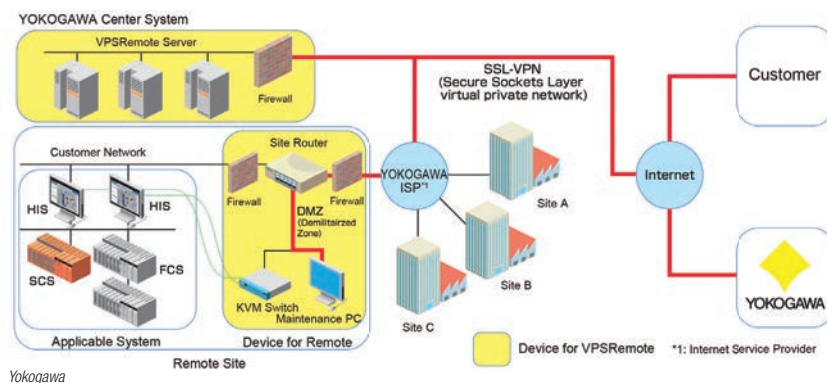 YOKOGAWA Center System
VPSRemote Server
Firewall
SSL-VPN
(Secure Sockets Layer
virtual private network)
Customer
Customer Network
Site Router
HIS
HIS
Firewall
Firewall
DMZ
(Demilitairzed
Zone)
YOKOGAWA
ISP*1
Internet
Site A
Site B
Site C
SCS
FCS
KVM Switch
Maintenance PC
YOKOGAWA
Applicable System
Device for Remote
Remote Site
Device for VPSRemote
*1: Internet Service Provider
Yokogawa